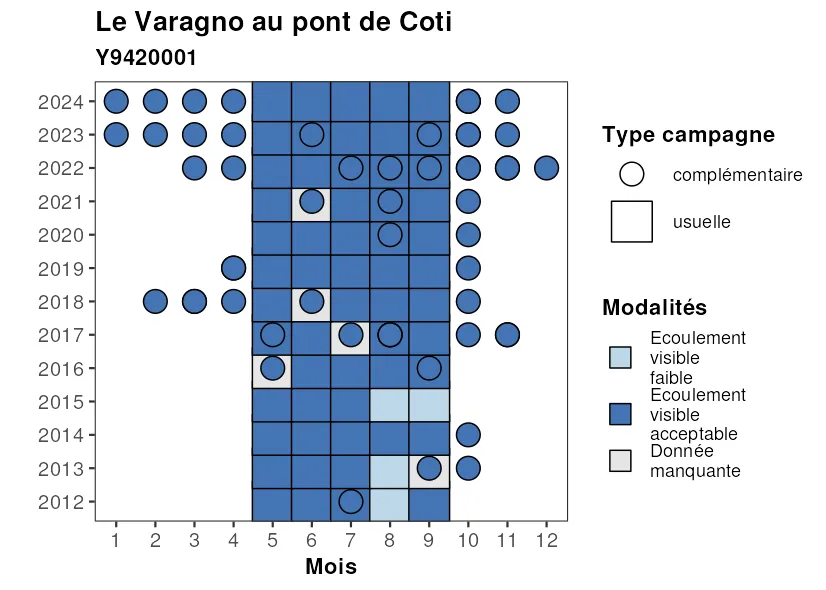 Le Varagno au pont de Coti
Y9420001
2024
2023
2022
2021
2020
2019
2018
2017
2016
2015
2014
2013
2012
1 2 3 4 5 6 7 8 9 10 11 12
Mois
Type campagne
complémentaire
usuelle
Modalités
Ecoulement
visible
faible
Ecoulement
visible
acceptable
Donnée
manquante